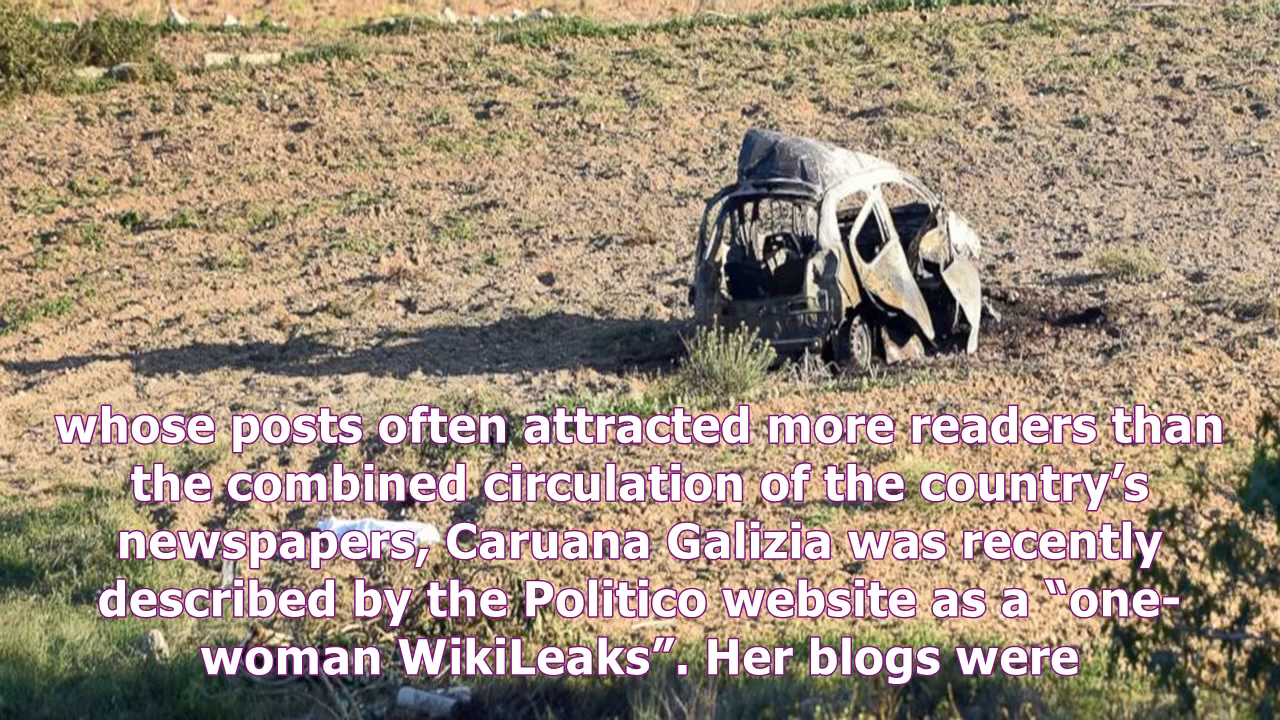 whose posts often attracted more readers than
the combined circulation of the country’s
newspapers, Caruana Galizia was recently
described by the Politico website as a “one-
woman WikiLeaks”. Her blogs were